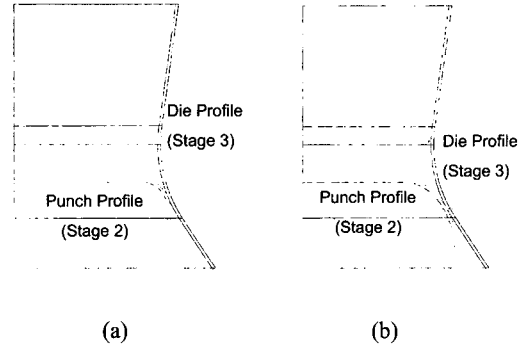 Die Profile
(Stage 3)
Punch Profile
(Stage 2)
(a)
Die Profile
(Stage 3)
Punch Profile
(Stage 2)
(b)